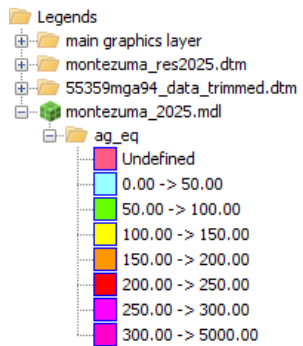 Legends
main graphics layer
montezuma_res2025.dtm
55359mga94_data_trimmed.dtm
montezuma_2025.mdl
ag_eq
Undefined
0.00 -> 50.00
50.00 -> 100.00
100.00 -> 150.00
150.00 -> 200.00
200.00 -> 250.00
250.00 -> 300.00
300.00 -> 5000.00